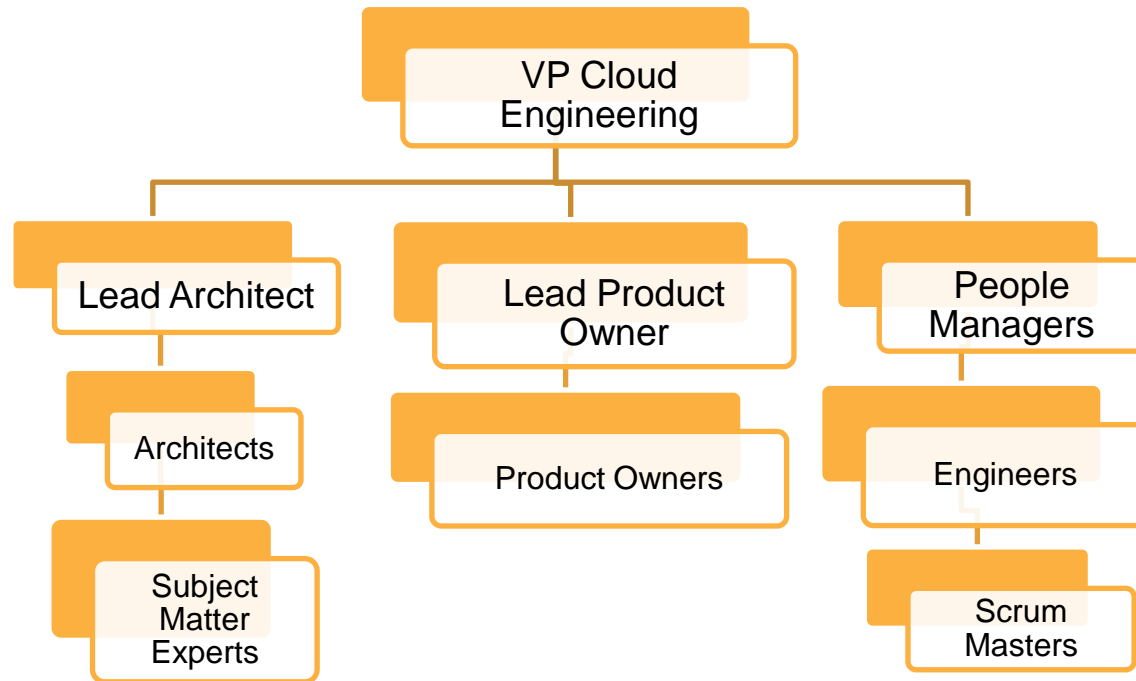 VP Cloud
Engineering
Lead Architect
Lead Product
Owner
People
Managers
Architects
Product Owners
Engineers
Subject
Matter
Experts
Scrum
Masters